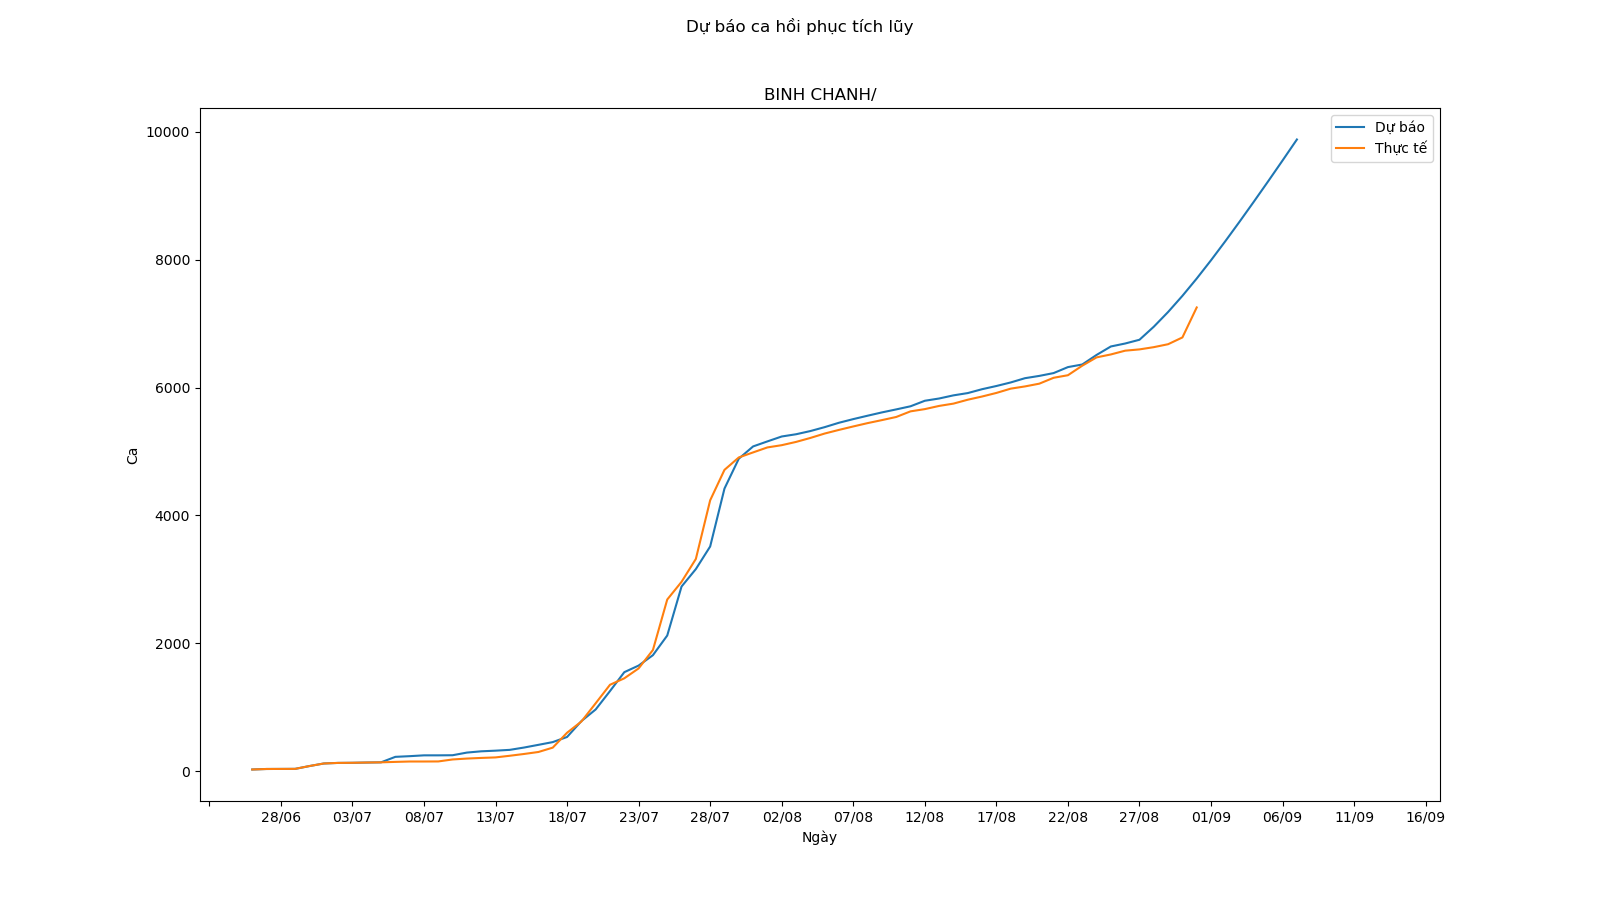 Dự báo ca hồi phục tích lũy
BINH CHANH/
Dự báo
Thực tế
10000
8000
6000
4000
2000
0
Ca
28/06 03/07 08/07 13/07 18/07 23/07 28/07 02/08 07/08 12/08 17/08 22/08 27/08 01/09 06/09 11/09 16/09
Ngày